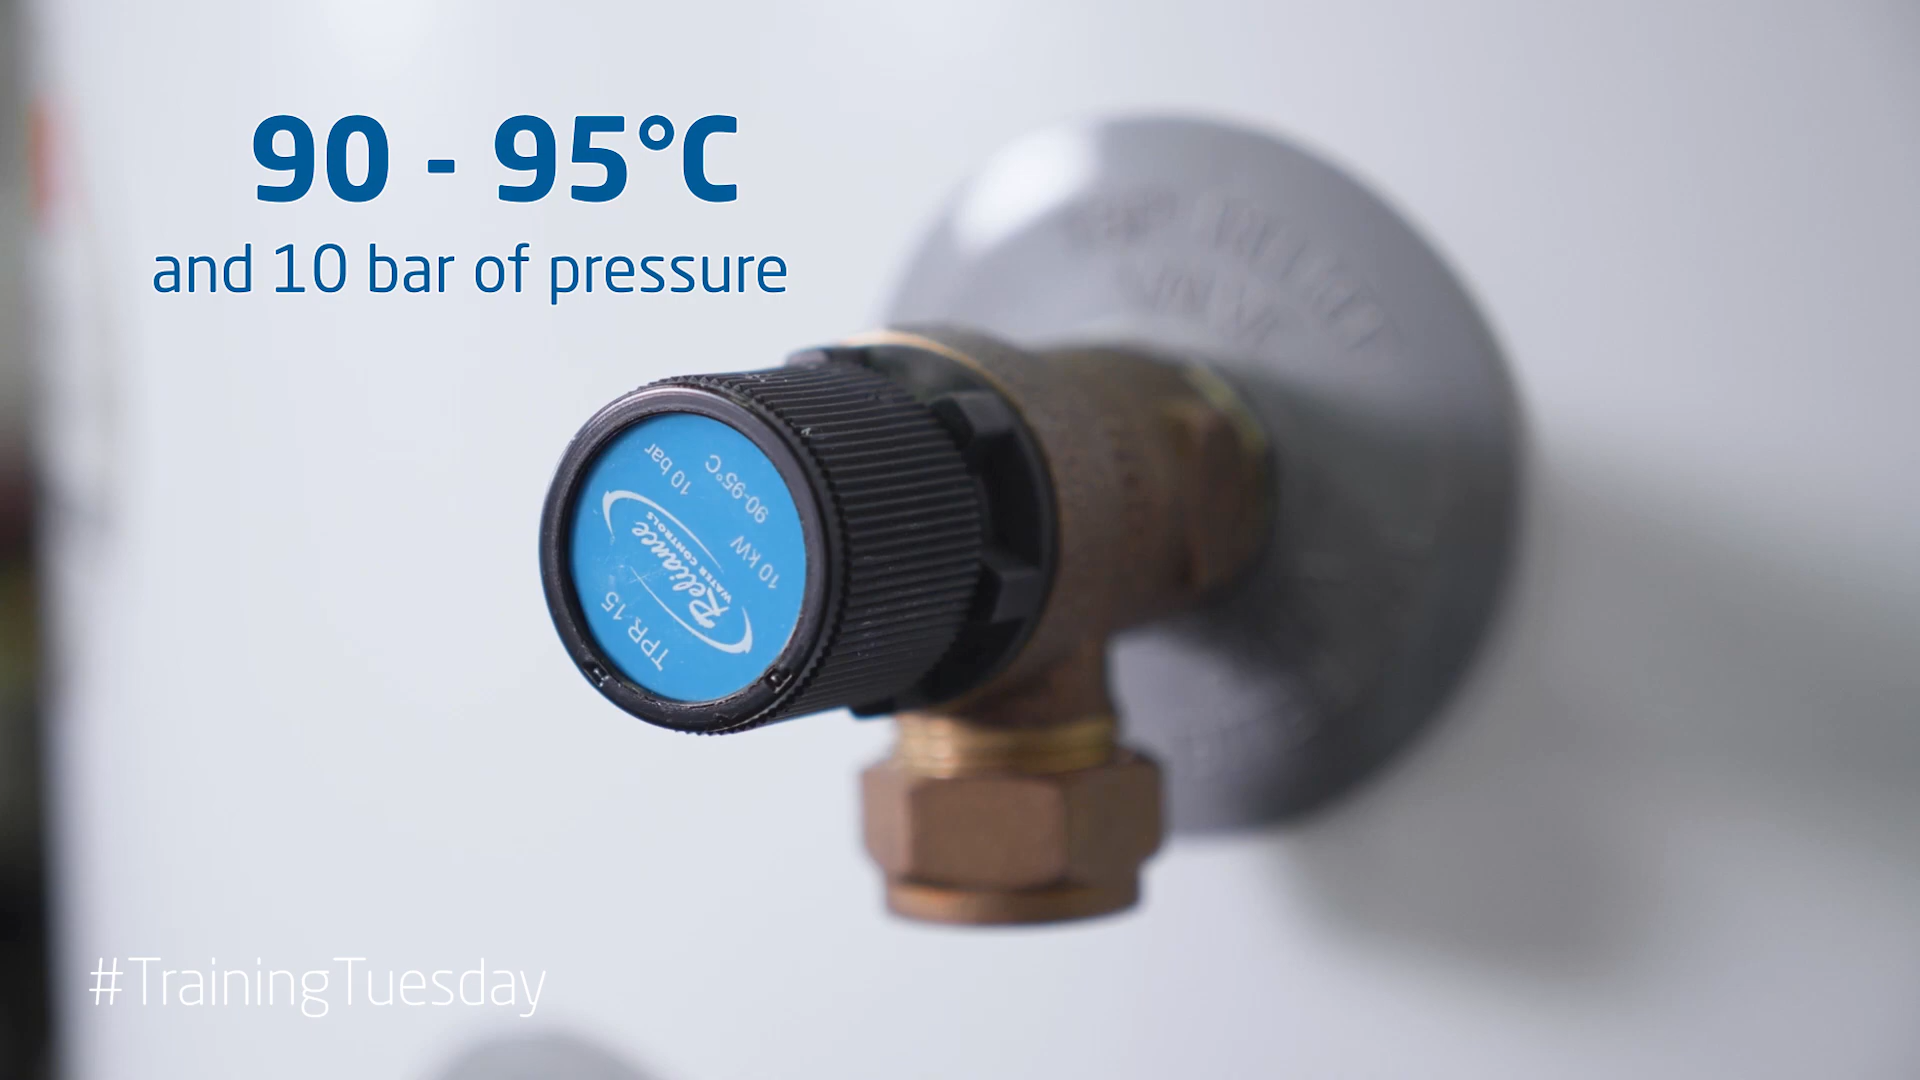 90 - 95°C
and 10 bar of pressure
TPR 15
Reliance
WATER CONTROLS
10 kW
90-95°C
10 bar
#TrainingTuesday